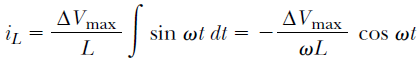 i_L = \frac{\Delta V_{max}}{L} \int \sin \omega t \, dt = -\frac{\Delta V_{max}}{\omega L} \cos \omega t